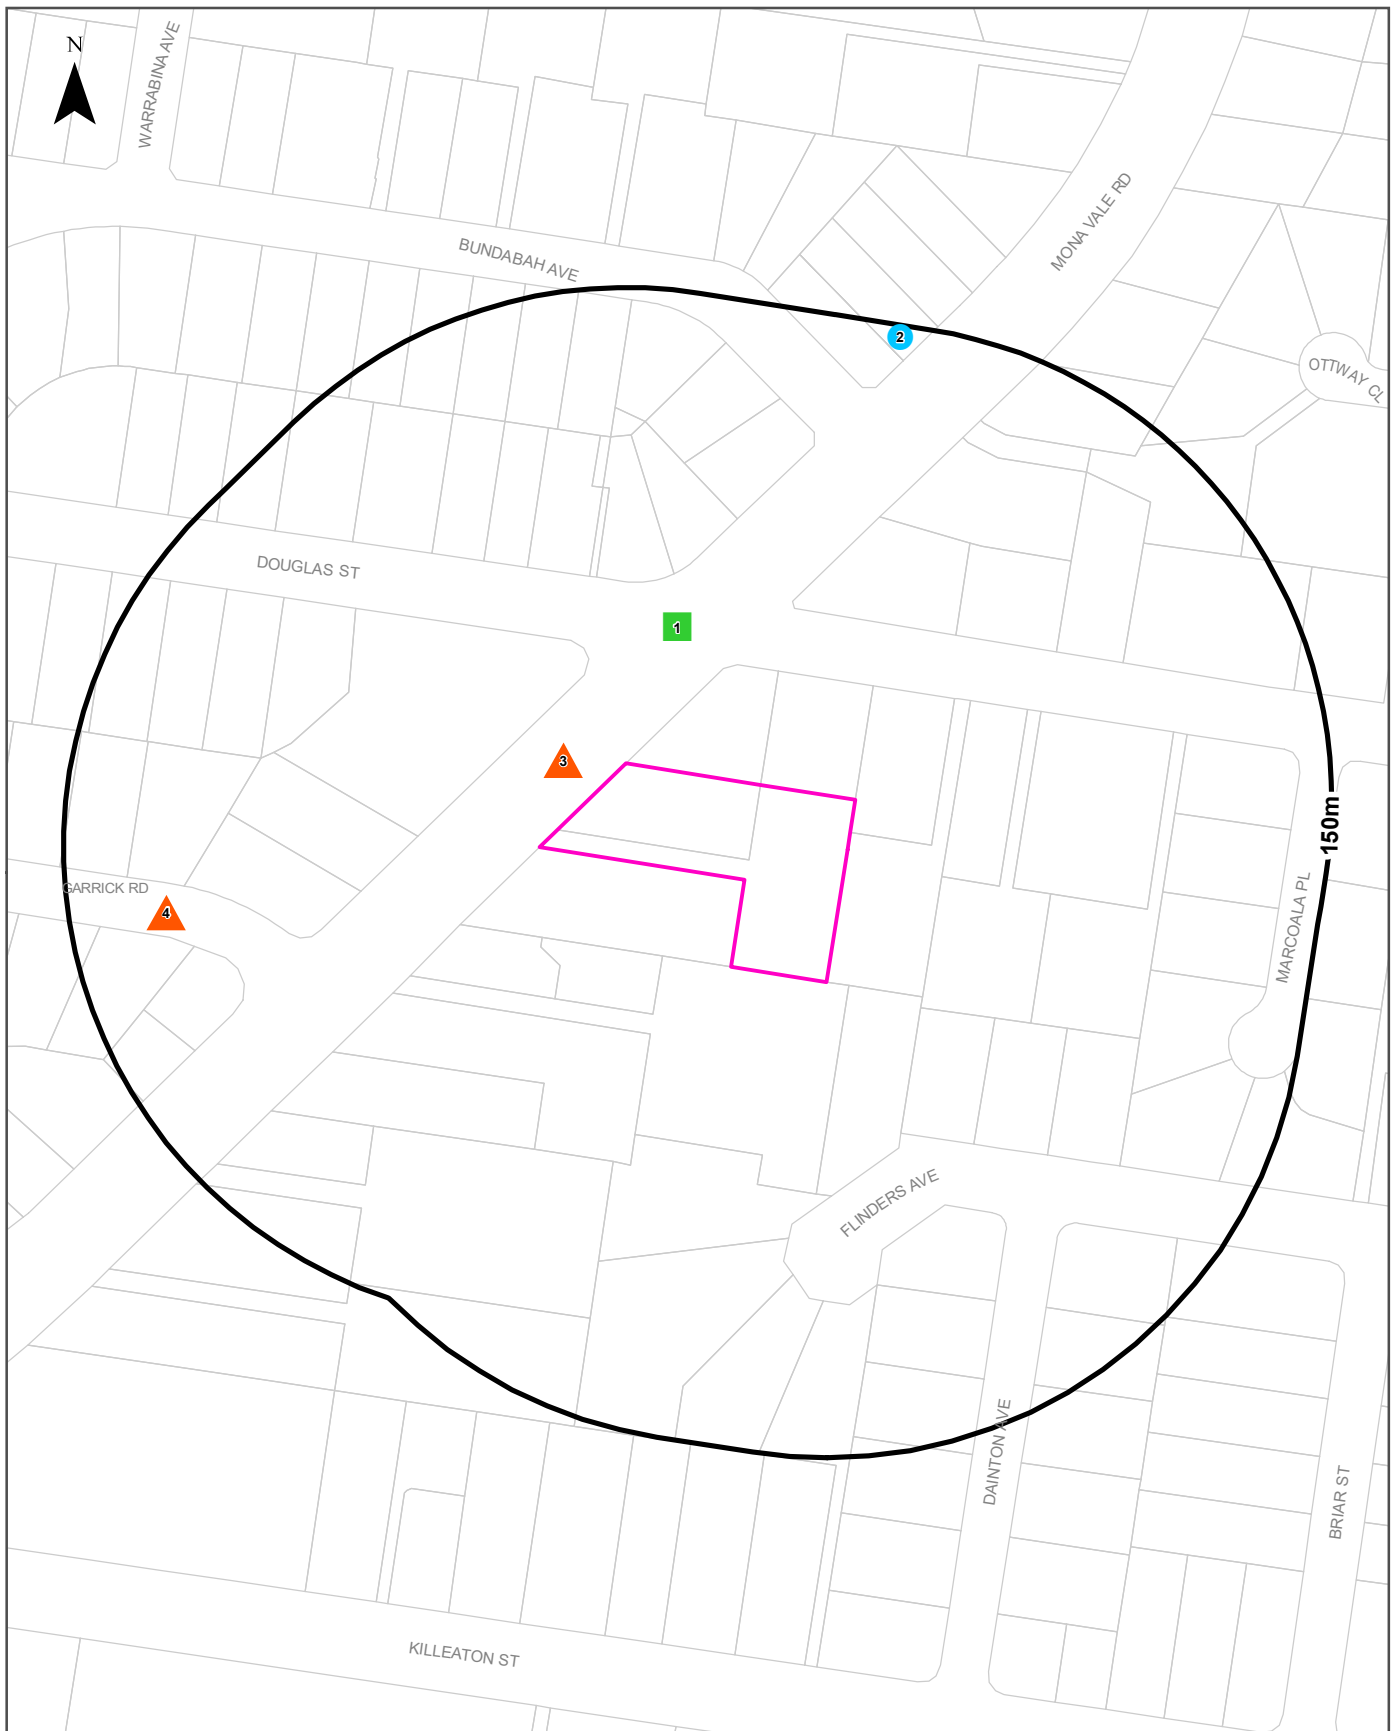 N
WARRABINA AVE
MONA VALE RD
BUNDABAH AVE
2
OTTWAY CL
DOUGLAS ST
1
3
150m
GARRICK RD
4
MARCOALA PL
FLINDERS AVE
DAINTON AVE
BRIAR ST
KILLEATON ST